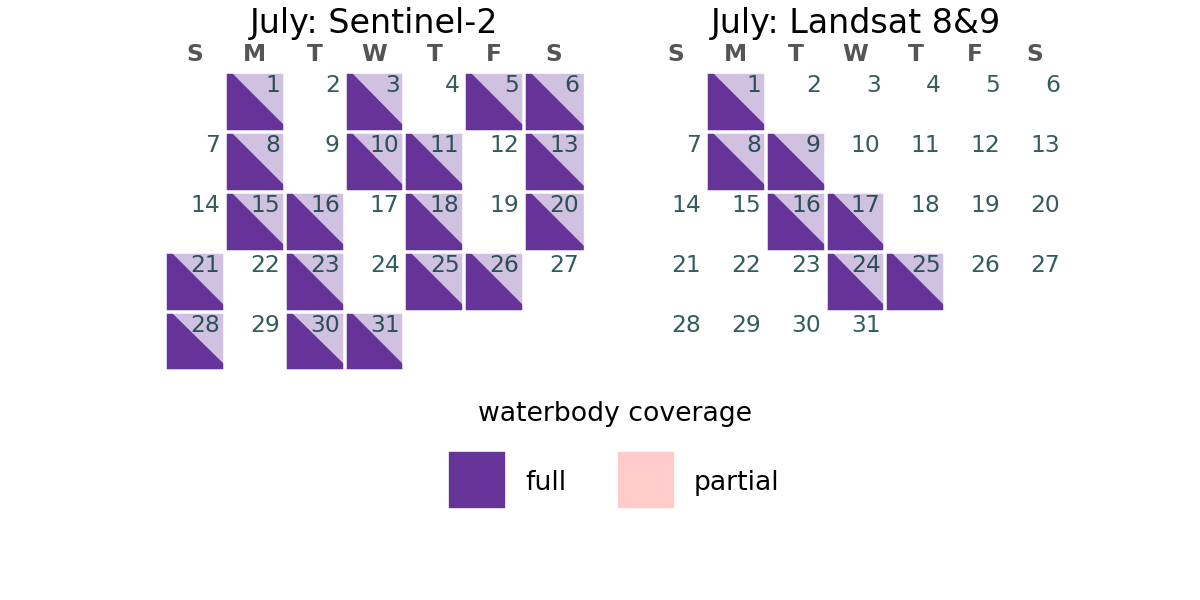 July: Sentinel-2
S M T W T F S
1 2 3 4 5 6
7 8 9 10 11 12 13
14 15 16 17 18 19 20
21 22 23 24 25 26 27
28 29 30 31
July: Landsat 8&9
S M T W T F S
1 2 3 4 5 6
7 8 9 10 11 12 13
14 15 16 17 18 19 20
21 22 23 24 25 26 27
28 29 30 31
waterbody coverage
full partial